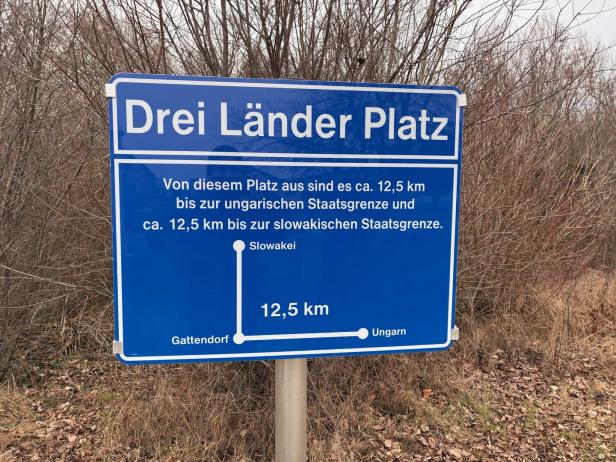 Drei Länder Platz
Von diesem Platz aus sind es ca. 12,5 km
bis zur ungarischen Staatsgrenze und
ca. 12,5 km bis zur slowakischen Staatsgrenze.
Slowakei
12,5 km
Gattendorf
Ungarn